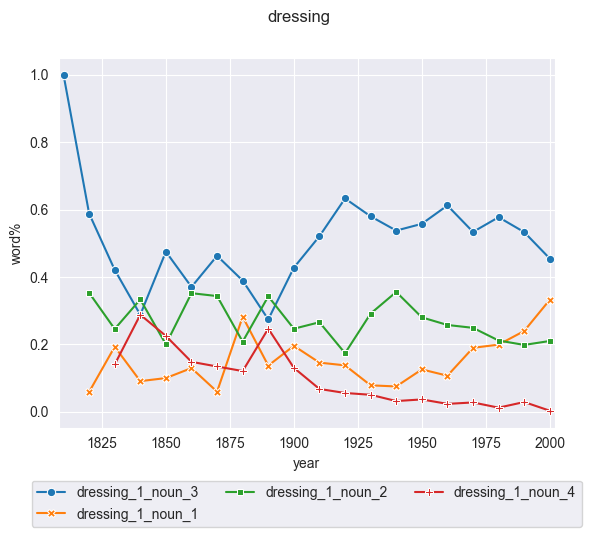 dressing
1.0
0.8
0.6
0.4
0.2
0.0
word%
1825 1850 1875 1900 1925 1950 1975 2000
year
dressing_1_noun_3 dressing_1_noun_2 dressing_1_noun_4
dressing_1_noun_1